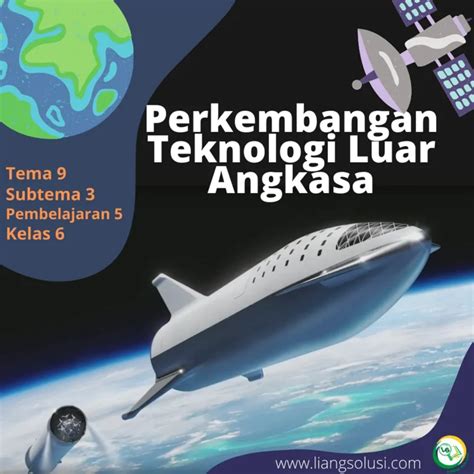 Perkembangan
Teknologi Luar
Angkasa
Tema 9
Subtema 3
Pembelajaran 5
Kelas 6
www.liangsolusi.com